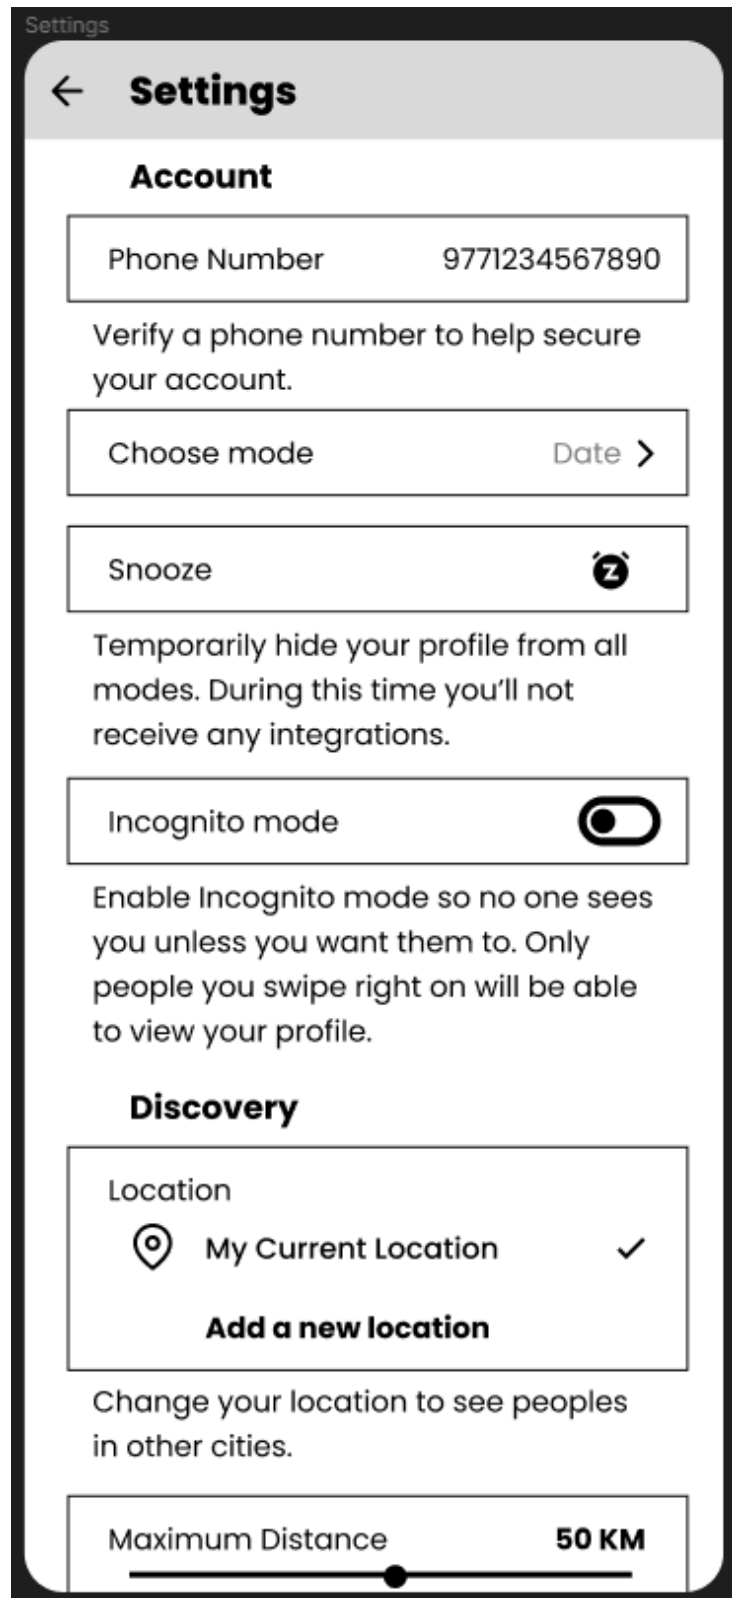 Settings
Settings
Account
Phone Number 9771234567890
Verify a phone number to help secure
your account.
Choose mode Date
Snooze
Z
Temporarily hide your profile from all
modes. During this time you’ll not
receive any integrations.
Incognito mode
Enable Incognito mode so no one sees
you unless you want them to. Only
people you swipe right on will be able
to view your profile.
Discovery
Location
My Current Location
Add a new location
Change your location to see peoples
in other cities.
Maximum Distance 50 KM